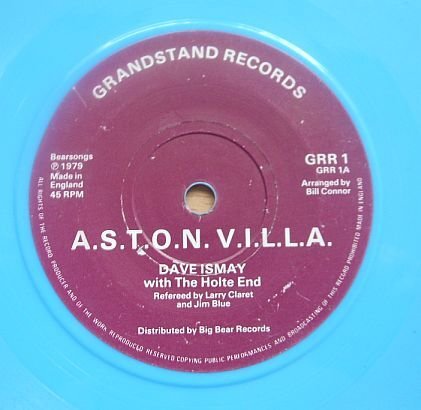 GRANDSTAND RECORDS
Bearsongs
℗ 1979
Made in
England
45 RPM
GRR 1
GRR 1A
Arranged by
Bill Connor
A.S.T.O.N. V.I.L.L.A.
DAVE ISMAY
with The Holte End
Refereed by Larry Claret
and Jim Blue
Distributed by Big Bear Records
ALL RIGHTS OF THE RECORD PRODUCER AND OF THE WORK REPRODUCED RESERVED COPYING PUBLIC PERFORMANCES AND BROADCASTING OF THIS RECORD PROHIBITED MADE IN ENGLAND